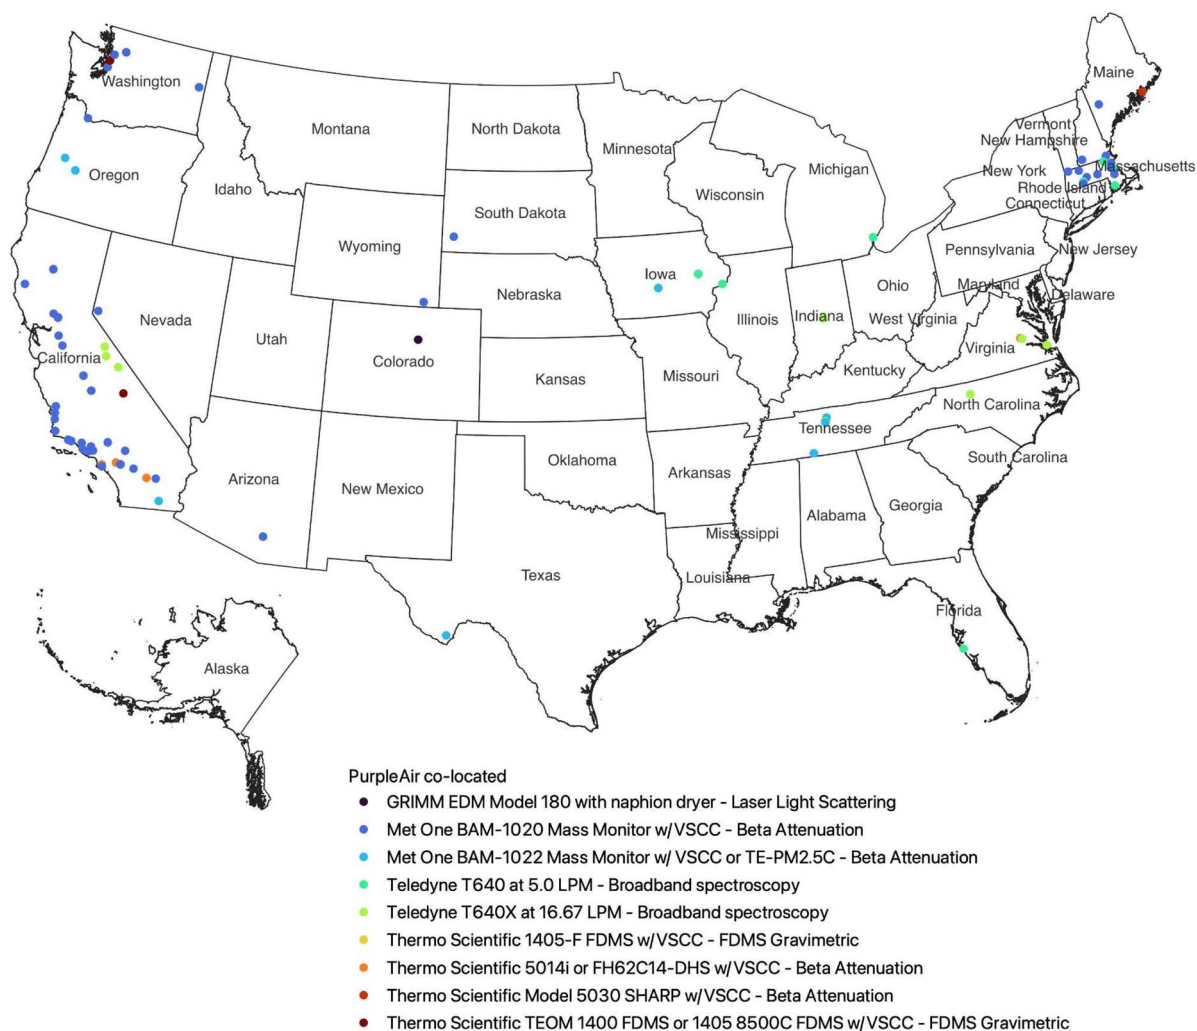 Maine
Washington
Vermont
North Dakota
Montana
New Hampshire
Minnesota
Massachusetts
Michigan
New York
Oregon
Idaho
Rhode Island
Wisconsin
Connecticut
South Dakota
Wyoming
Pennsylvania
New Jersey
Iowa
Ohio
Maryland
Nebraska
Delaware
Nevada
Illinois
Indiana
West Virginia
Utah
Virginia
California
Colorado
Kentucky
Kansas
Missouri
North Carolina
Tennessee
South Carolina
Oklahoma
Arkansas
Arizona
New Mexico
Georgia
Alabama
Mississippi
Texas
Louisiana
Florida
Alaska
PurpleAir co-located
GRIMM EDM Model 180 with naphion dryer - Laser Light Scattering
Met One BAM-1020 Mass Monitor w/VSCC - Beta Attenuation
Met One BAM-1022 Mass Monitor w/ VSCC or TE-PM2.5C - Beta Attenuation
Teledyne T640 at 5.0 LPM - Broadband spectroscopy
Teledyne T640X at 16.67 LPM - Broadband spectroscopy
Thermo Scientific 1405-F FDMS w/VSCC - FDMS Gravimetric
Thermo Scientific 5014i or FH62C14-DHS w/VSCC - Beta Attenuation
Thermo Scientific Model 5030 SHARP w/VSCC - Beta Attenuation
Thermo Scientific TEOM 1400 FDMS or 1405 8500C FDMS w/VSCC - FDMS Gravimetric